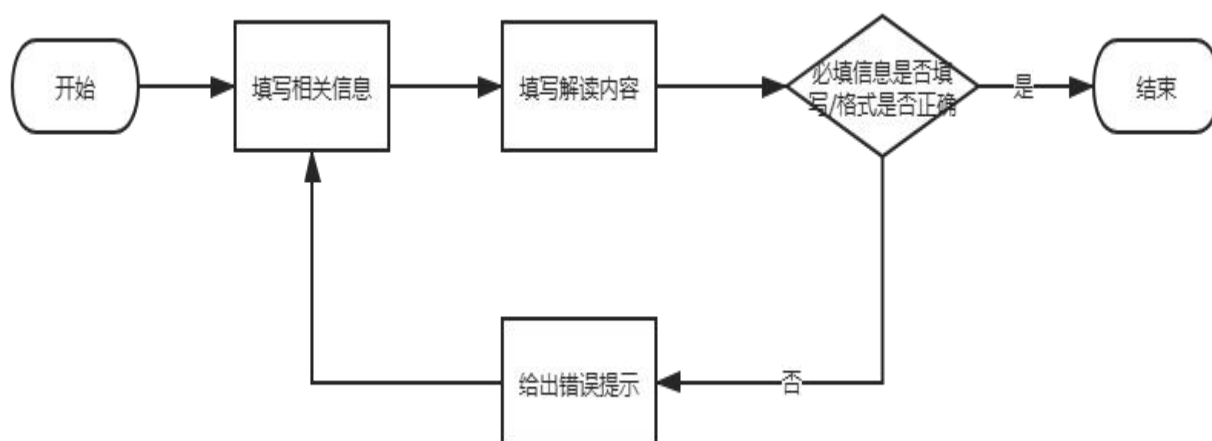 开始
填写相关信息
填写解读内容
必填信息是否填
写/格式是否正确
是
结束
给出错误提示
否